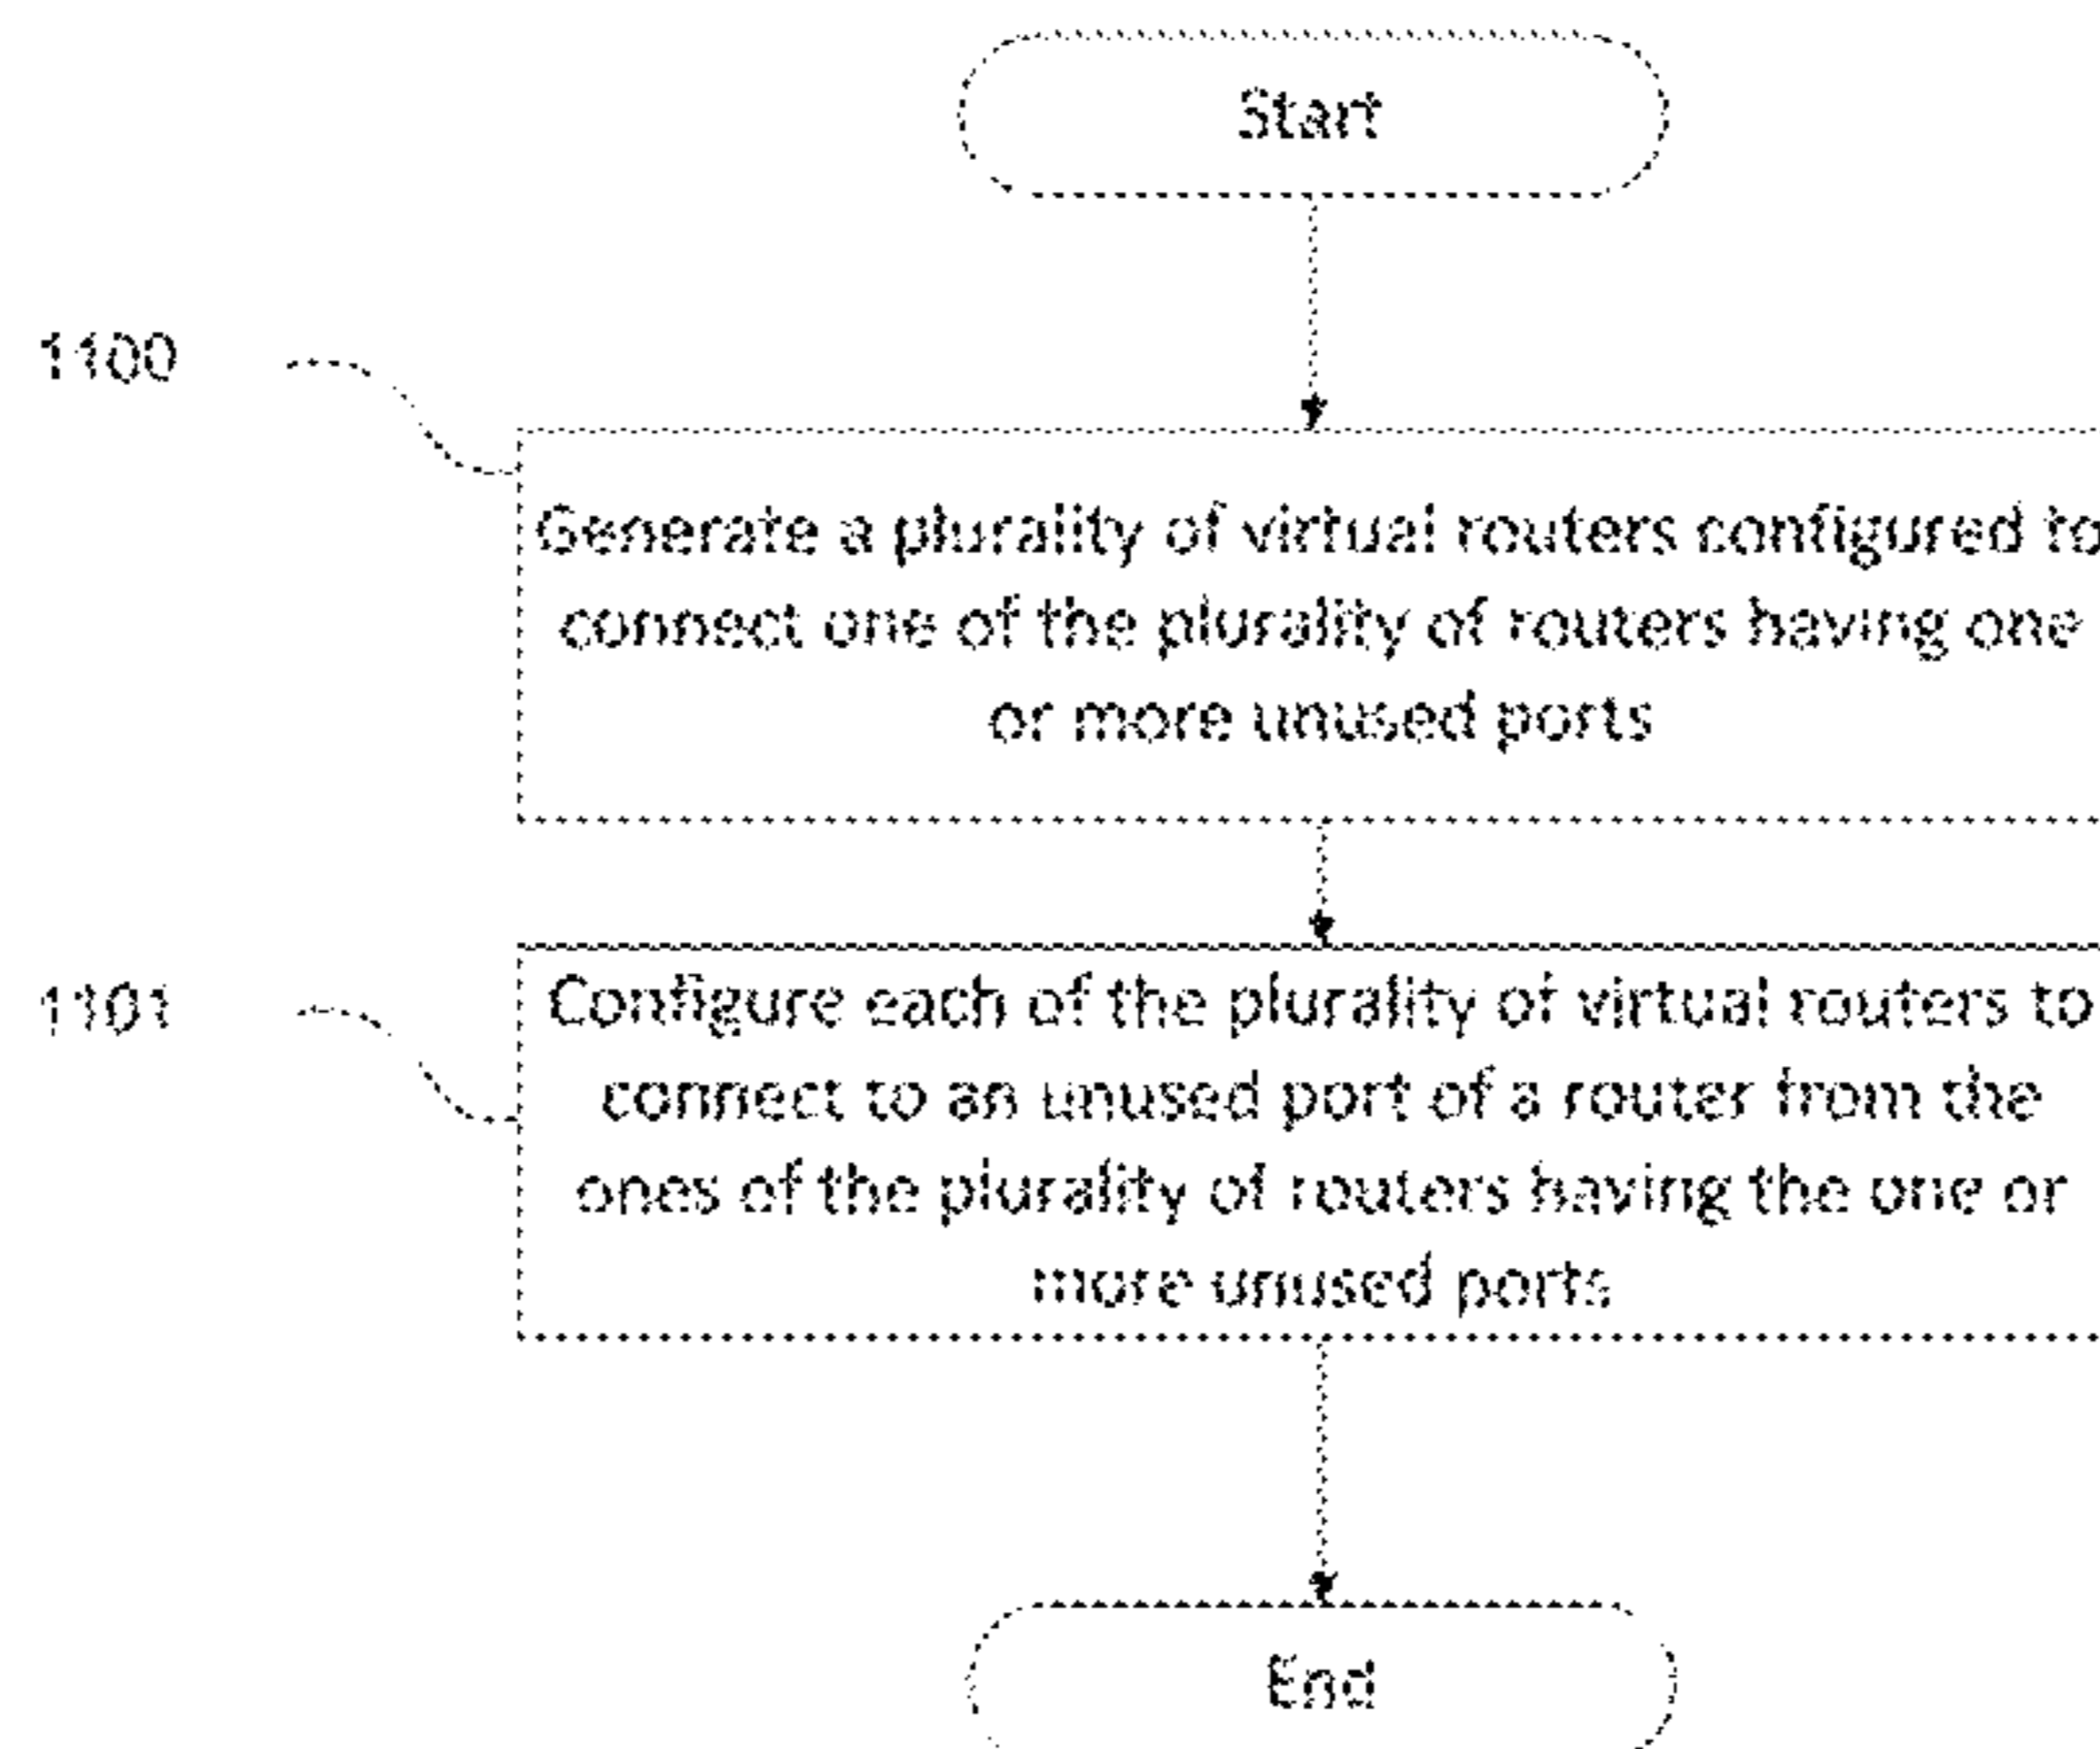 Start
1100
Generate a plurality of virtual routers configured to
connect one of the plurality of routers having one
or more unused ports
1101
Configure each of the plurality of virtual routers to
connect to an unused port of a router from the
ones of the plurality of routers having the one or
more unused ports
End